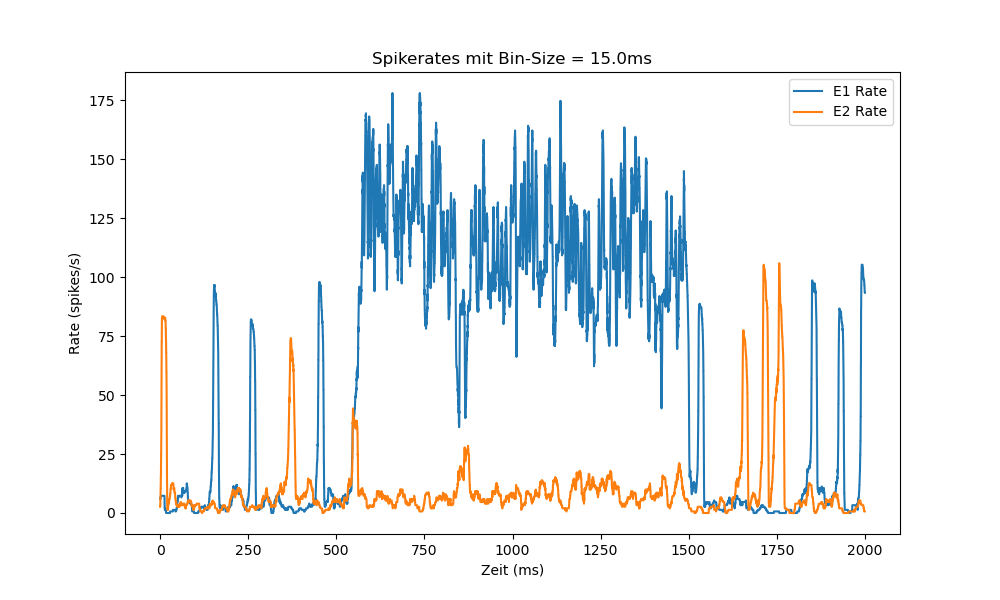 Spikerates mit Bin-Size = 15.0ms
E1 Rate
E2 Rate
175
150
125
100
75
50
25
0
Rate (spikes/s)
0 250 500 750 1000 1250 1500 1750 2000
Zeit (ms)